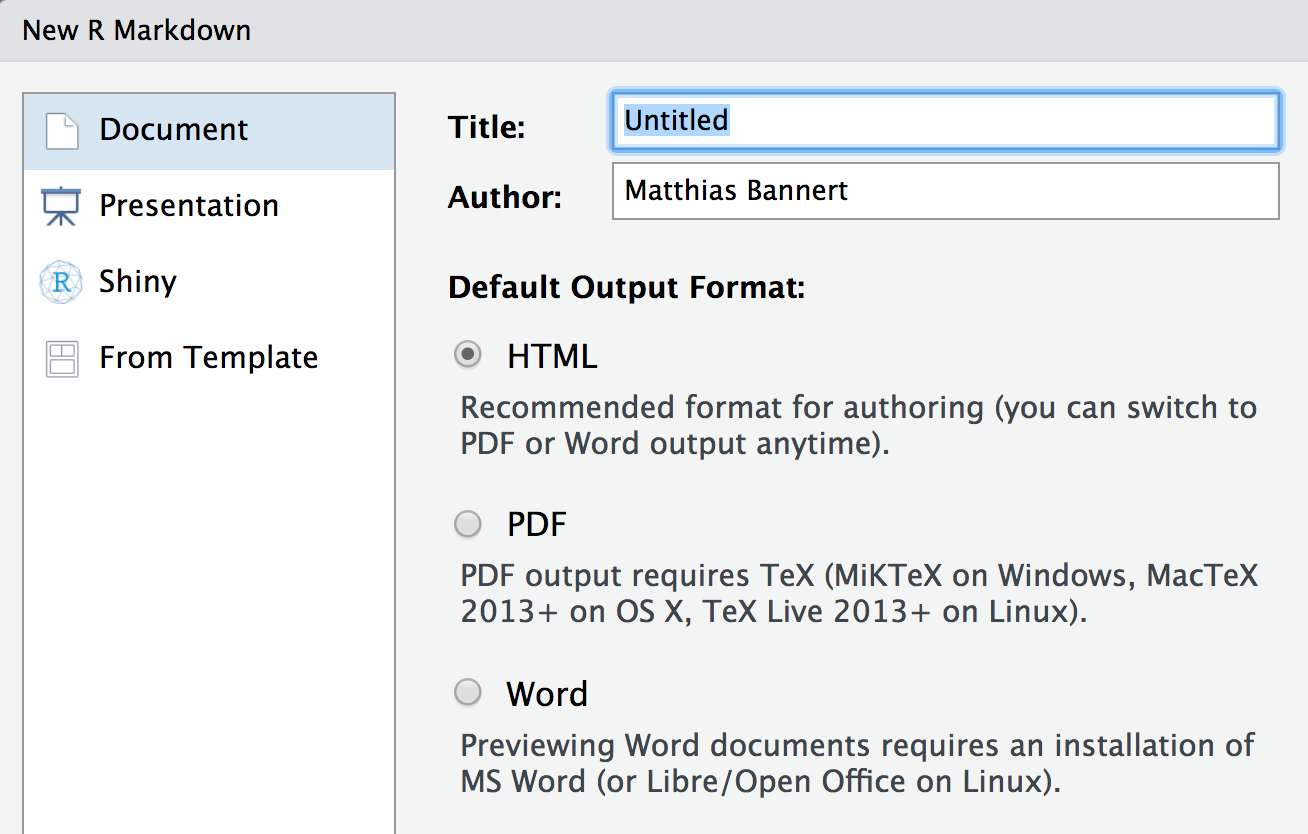 New R Markdown
Document
Presentation
Shiny
From Template
Title:
Untitled
Author:
Matthias Bannert
Default Output Format:
HTML
Recommended format for authoring (you can switch to
PDF or Word output anytime).
PDF
PDF output requires TeX (MiKTeX on Windows, MacTeX
2013+ on OS X, TeX Live 2013+ on Linux).
Word
Previewing Word documents requires an installation of
MS Word (or Libre/Open Office on Linux).
R